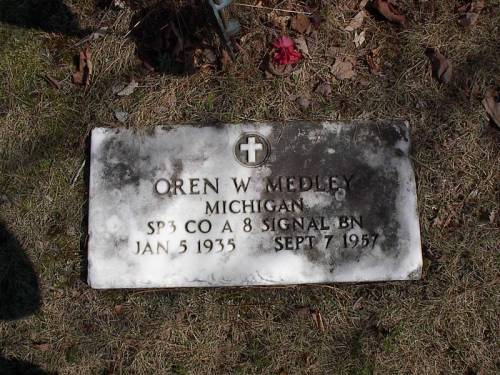 OREN W MEDLEY
MICHIGAN
SP3 CO A 8 SIGNAL BN
JAN 5 1935 SEPT 7 1957